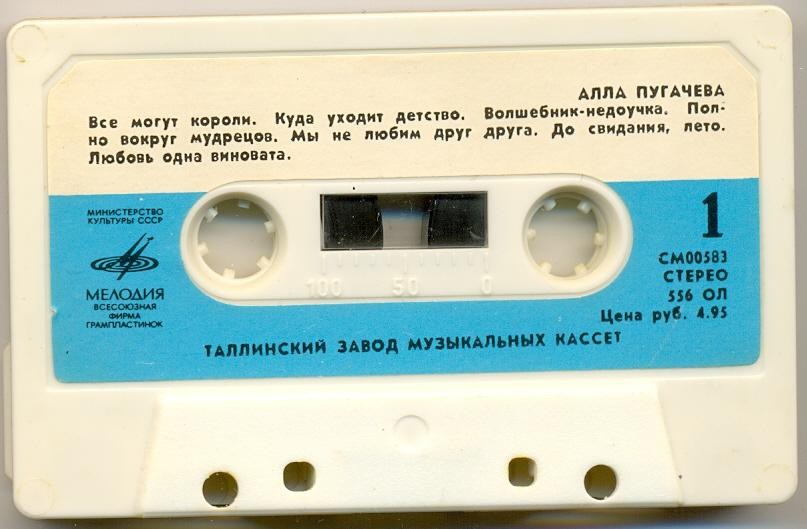 АЛЛА ПУГАЧЕВА
Все могут короли. Куда уходит детство. Волшебник-недоучка. Пол-
но вокруг мудрецов. Мы не любим друг друга. До свидания, лето.
Любовь одна виновата.
МИНИСТЕРСТВО
КУЛЬТУРЫ СССР
МЕЛОДИЯ
ВСЕСОЮЗНАЯ
ФИРМА
ГРАМПЛАСТИНОК
100 50 0
1
СМ00583
СТЕРЕО
556 ОЛ
Цена руб. 4.95
ТАЛЛИНСКИЙ ЗАВОД МУЗЫКАЛЬНЫХ КАССЕТ